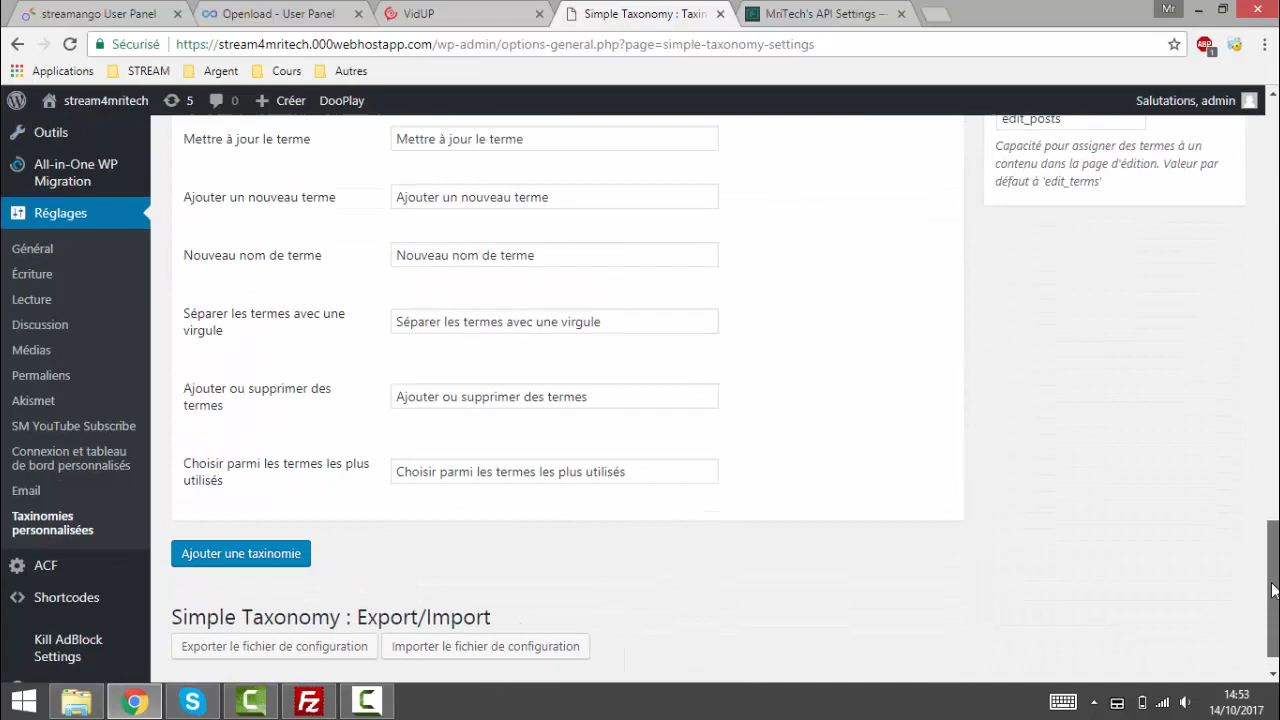 streamango User Panel
Openload - User Panel
VidUP
Simple Taxonomy : Taxin
MriTech's API Settings —
Mr
Sécurisé
https://stream4mritech.000webhostapp.com/wp-admin/options-general.php?page=simple-taxonomy-settings
ABP
1
Applications
STREAM
Argent
Cours
Autres
stream4mritech
5
0
Créer
DooPlay
Salutations, admin
Outils
All-in-One WP
Migration
Réglages
Général
Écriture
Lecture
Discussion
Médias
Permaliens
Akismet
SM YouTube Subscribe
Connexion et tableau
de bord personnalisés
Email
Taxinomies
personnalisées
ACF
Shortcodes
Kill AdBlock
Settings
Mettre à jour le terme
Mettre à jour le terme
Ajouter un nouveau terme
Ajouter un nouveau terme
Nouveau nom de terme
Nouveau nom de terme
Séparer les termes avec une
virgule
Séparer les termes avec une virgule
Ajouter ou supprimer des
termes
Ajouter ou supprimer des termes
Choisir parmi les termes les plus
utilisés
Choisir parmi les termes les plus utilisés
edit_posts
Capacité pour assigner des termes à un
contenu dans la page d'édition. Valeur par
défaut à 'edit_terms'
Ajouter une taxinomie
Simple Taxonomy : Export/Import
Exporter le fichier de configuration
Importer le fichier de configuration
14:53
14/10/2017